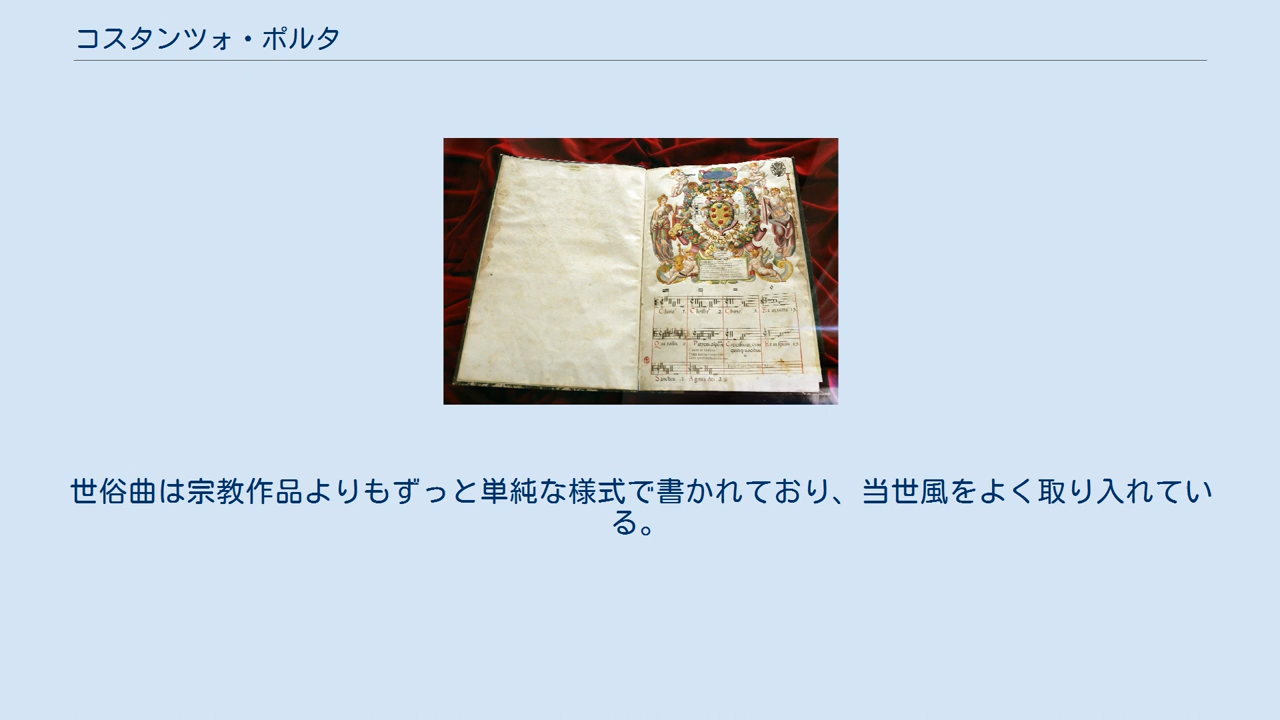 コスタンツォ・ポルタ
世俗曲は宗教作品よりもずっと単純な様式で書かれており、当世風をよく取り入れてい
る。